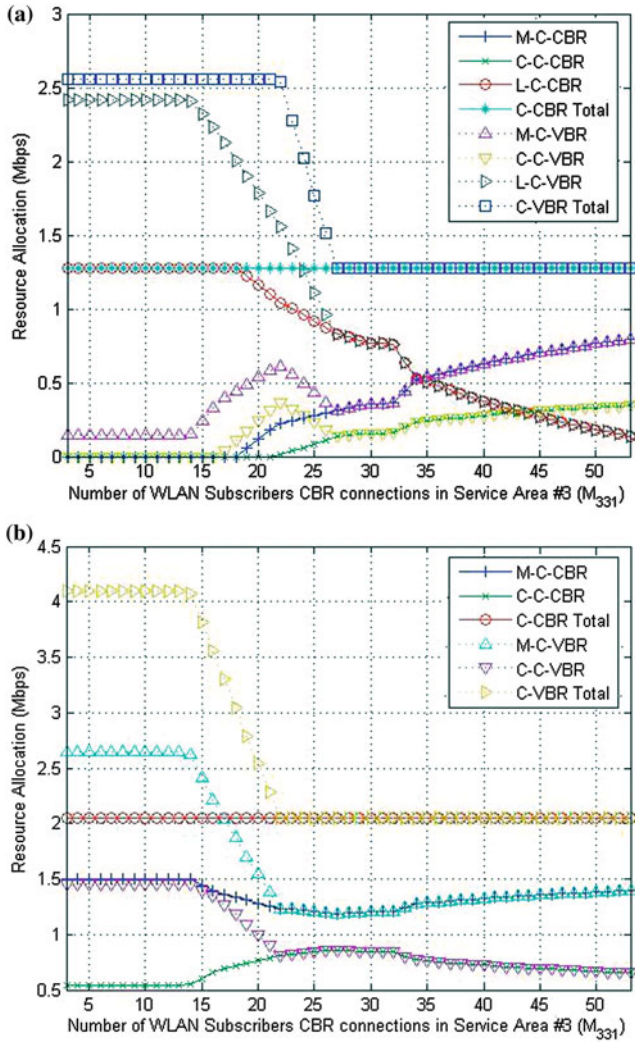 (a)
3
2.5
2
1.5
1
0.5
0
Resource Allocation (Mbps)
M-C-CBR
C-C-CBR
L-C-CBR
C-CBR Total
M-C-VBR
C-C-VBR
L-C-VBR
C-VBR Total
5 10 15 20 25 30 35 40 45 50
Number of WLAN Subscribers CBR connections in Service Area #3 (M331)
(b)
4.5
4
3.5
3
2.5
2
1.5
1
0.5
Resource Allocation (Mbps)
M-C-CBR
C-C-CBR
C-CBR Total
M-C-VBR
C-C-VBR
C-VBR Total
5 10 15 20 25 30 35 40 45 50
Number of WLAN Subscribers CBR connections in Service Area #3 (M331)